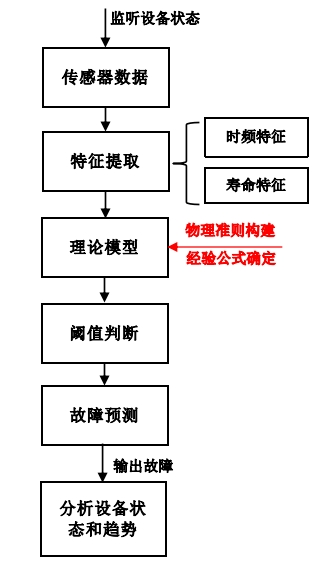 监听设备状态
传感器数据
特征提取
时频特征
寿命特征
理论模型
物理准则构建
经验公式确定
阈值判断
故障预测
输出故障
分析设备状
态和趋势